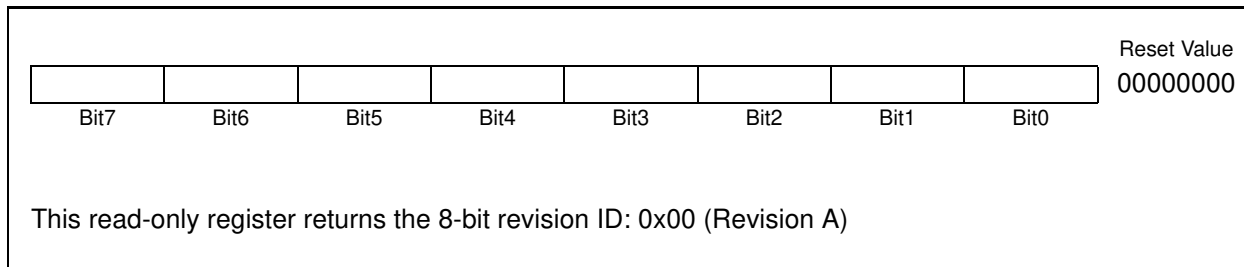 Reset Value
00000000
Bit7 Bit6 Bit5 Bit4 Bit3 Bit2 Bit1 Bit0
This read-only register returns the 8-bit revision ID: 0x00 (Revision A)